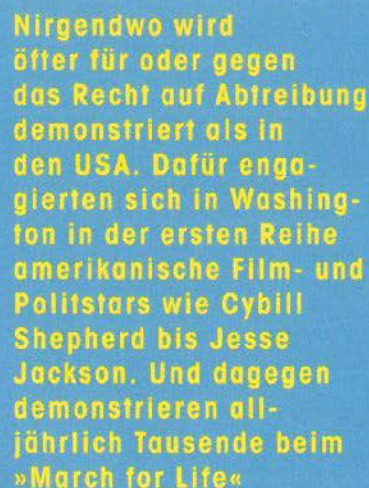 Nirgendwo wird
öfter für oder gegen
das Recht auf Abtreibung
demonstriert als in
den USA. Dafür enga-
gierten sich in Washing-
ton in der ersten Reihe
amerikanische Film- und
Politstars wie Cybill
Shepherd bis Jesse
Jackson. Und dagegen
demonstrieren all-
jährlich Tausende beim
»March for Life«